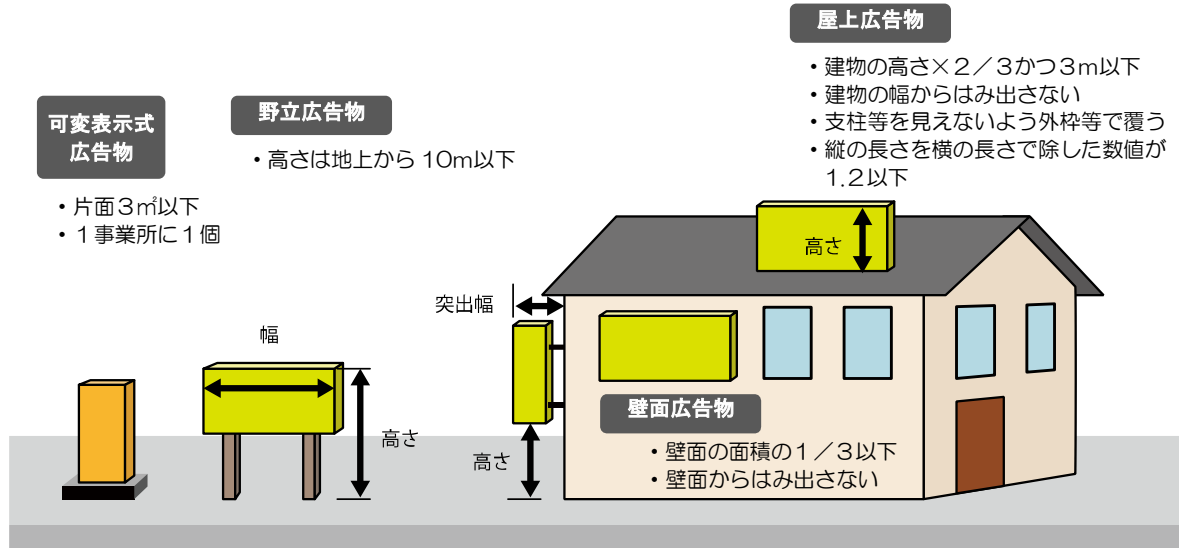 可変表示式
広告物
・片面3㎡以下
・1事業所に1個
野立広告物
・高さは地上から 10m以下
屋上広告物
・建物の高さ×2／3かつ3m以下
・建物の幅からはみ出さない
・支柱等を見えないよう外枠等で覆う
・縦の長さを横の長さで除した数値が
1.2以下
高さ
突出幅
幅
高さ
高さ
壁面広告物
・壁面の面積の1／3以下
・壁面からはみ出さない